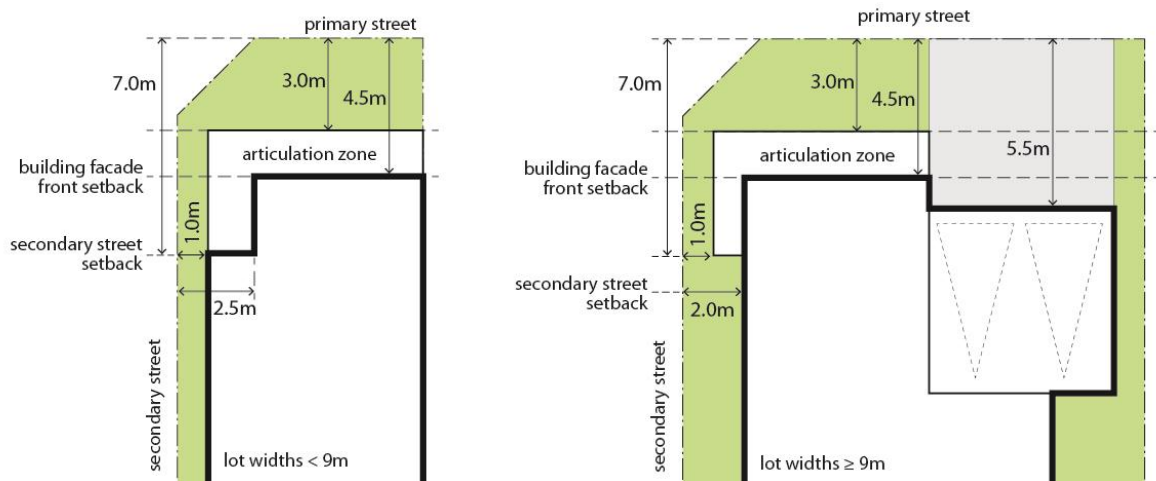 primary street
7.0m
3.0m
4.5m
articulation zone
building facade
front setback
1.0m
secondary street
setback
2.5m
secondary street
lot widths < 9m
primary street
7.0m
3.0m
4.5m
5.5m
articulation zone
building facade
front setback
1.0m
secondary street
setback
2.0m
secondary street
lot widths ≥ 9m